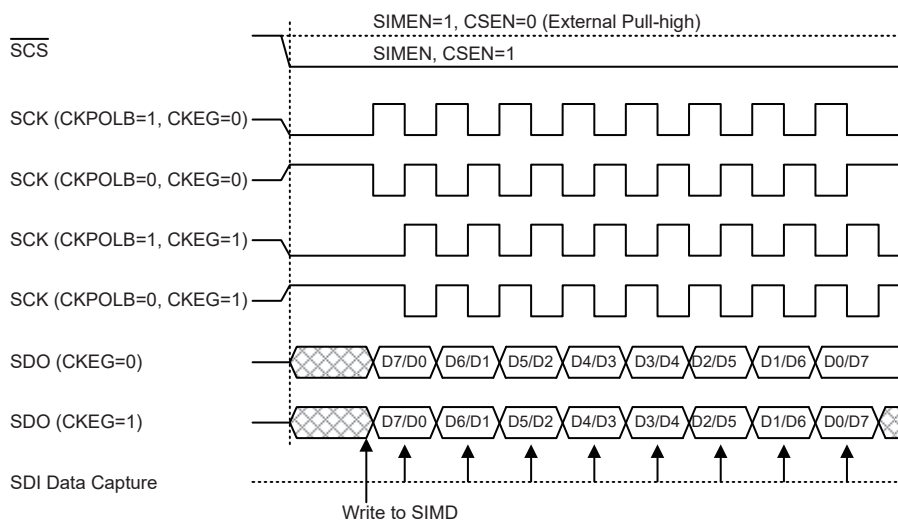 SIMEN=1, CSEN=0 (External Pull-high)
SCS
SIMEN, CSEN=1
SCK (CKPOLB=1, CKEG=0)
SCK (CKPOLB=0, CKEG=0)
SCK (CKPOLB=1, CKEG=1)
SCK (CKPOLB=0, CKEG=1)
SDO (CKEG=0) D7/D0 D6/D1 D5/D2 D4/D3 D3/D4 D2/D5 D1/D6 D0/D7
SDO (CKEG=1) D7/D0 D6/D1 D5/D2 D4/D3 D3/D4 D2/D5 D1/D6 D0/D7
SDI Data Capture
Write to SIMD